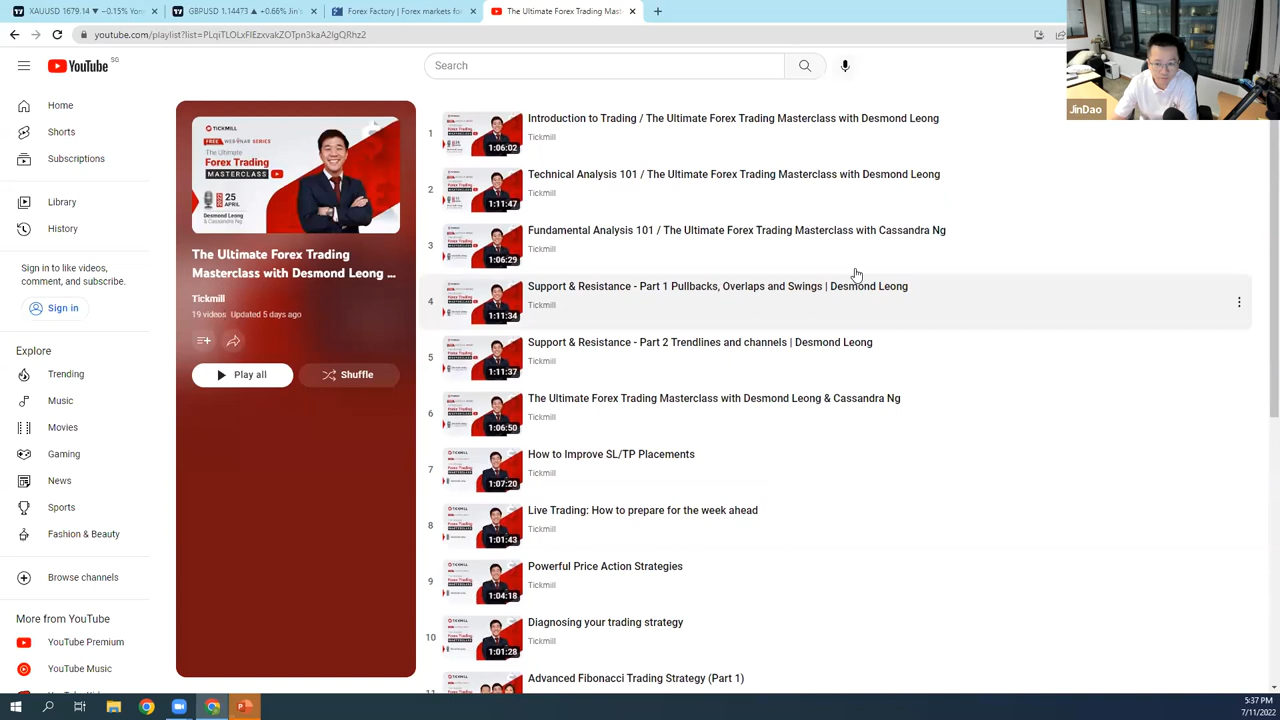 XAUUSD 1679.14 ▼ −0.15% York
GBPUSD 1.14473 ▲ +0.66% Jin's
Forex Factory | Forex markets for
The Ultimate Forex Trading Mast
youtube.com/playlist?list=PLqiTLOLxFIEzxvakZOTpn3kaA2IgQRhz2
YouTube SG
Search
JinDao
Home
Shorts
Subscriptions
Library
History
Sign in to like videos,
comment, and subscribe.
Sign in
Explore
Trending
Music
Movies
Gaming
News
Sports
Fashion & Beauty
Browse channels
More from YouTube
YouTube Premium
YouTube Music
TICKMILL
FREE WEBINAR SERIES
The Ultimate
Forex Trading
MASTERCLASS
25
APRIL
Desmond Leong
& Cassandra Ng
The Ultimate Forex Trading
Masterclass with Desmond Leong ...
Tickmill
19 videos Updated 5 days ago
Play all
Shuffle
1
1:06:02
Introduction to Trading / The Ultimate Forex Trading Masterclass with Desmond Leong
Tickmill
2
1:11:47
Technical Analysis 101 / The Ultimate Forex Trading Masterclass with Desmond Leong
Tickmill
3
1:06:29
Fundamental Analysis 101 / The Ultimate Forex Trading Masterclass with Cassandra Ng
Tickmill
4
1:11:34
Support & Resistance - Part 1 Pullbacks, Overlaps and Swings | Desmond Leong
Tickmill
5
1:11:37
Support & Resistance - Part 2 Trendlines and channels | Desmond Leong
Tickmill
6
1:06:50
The Ultimate Forex Trading Masterclass with Desmond Leong & Cassandra Ng
Tickmill
7
1:07:20
How to Improve SL/TP Placements
Tickmill
8
1:01:43
Live Trading: How to prepare for the week ahead
Tickmill
9
1:04:18
Powerful Price Action Strategies
Tickmill
10
1:01:28
Diagnosing your trading strategy
Tickmill
11
Advanced Fibonacci Trading Strategy (Part 1)
5:37 PM
7/11/2022